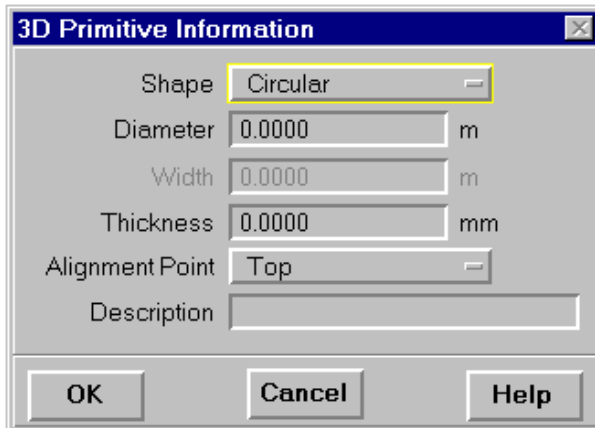 3D Primitive Information
Shape Circular
Diameter 0.0000 m
Width 0.0000 m
Thickness 0.0000 mm
Alignment Point Top
Description
OK Cancel Help